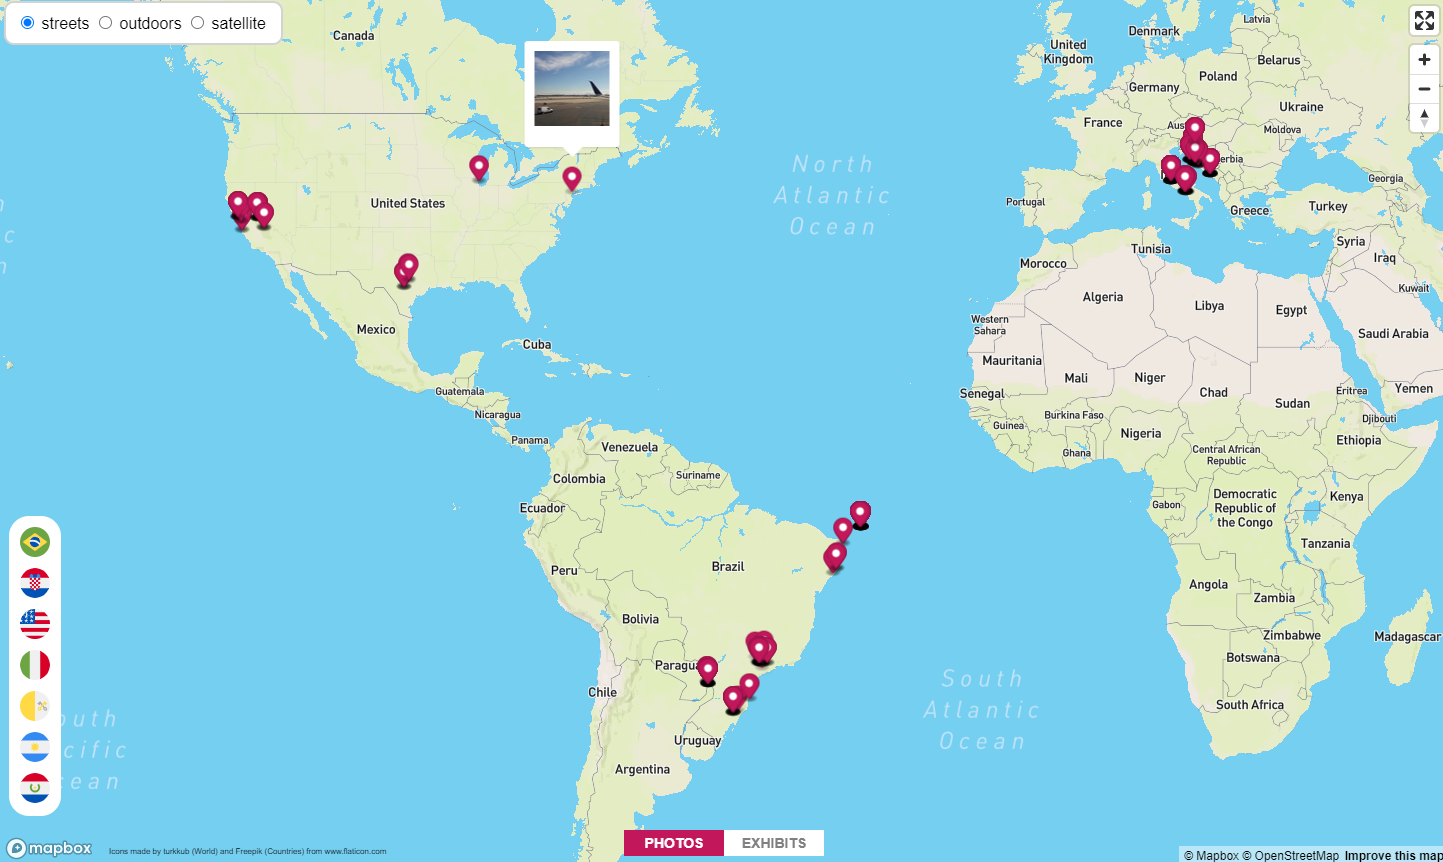 streets outdoors satellite
Canada
Latvia
Denmark
United
Kingdom
Belarus
Poland
Germany
Ukraine
France
Moldova
North
Atlantic
Ocean
Georgia
United States
Portugal
Turkey
Greece
Syria
Tunisia
Iraq
Morocco
Kuwait
Algeria
Libya
Egypt
Western
Sahara
Mexico
Saudi Arabia
Cuba
Mauritania
Mali
Niger
Chad
Guatemala
Senegal
Eritrea
Yemen
Sudan
Nicaragua
Burkina Faso
Djibouti
Guinea
Nigeria
Panama
Ethiopia
Venezuela
Ghana
Central African
Republic
Suriname
Colombia
Democratic
Republic of
the Congo
Kenya
Gabon
Ecuador
Tanzania
Peru
Brazil
Angola
Zambia
Bolivia
Zimbabwe
Madagascar
Botswana
South
Atlantic
Ocean
Chile
South Africa
Uruguay
Argentina
PHOTOS EXHIBITS
mapbox
Icons made by turkkub (World) and Freepik (Countries) from www.flaticon.com
© Mapbox © OpenStreetMap Improve this map